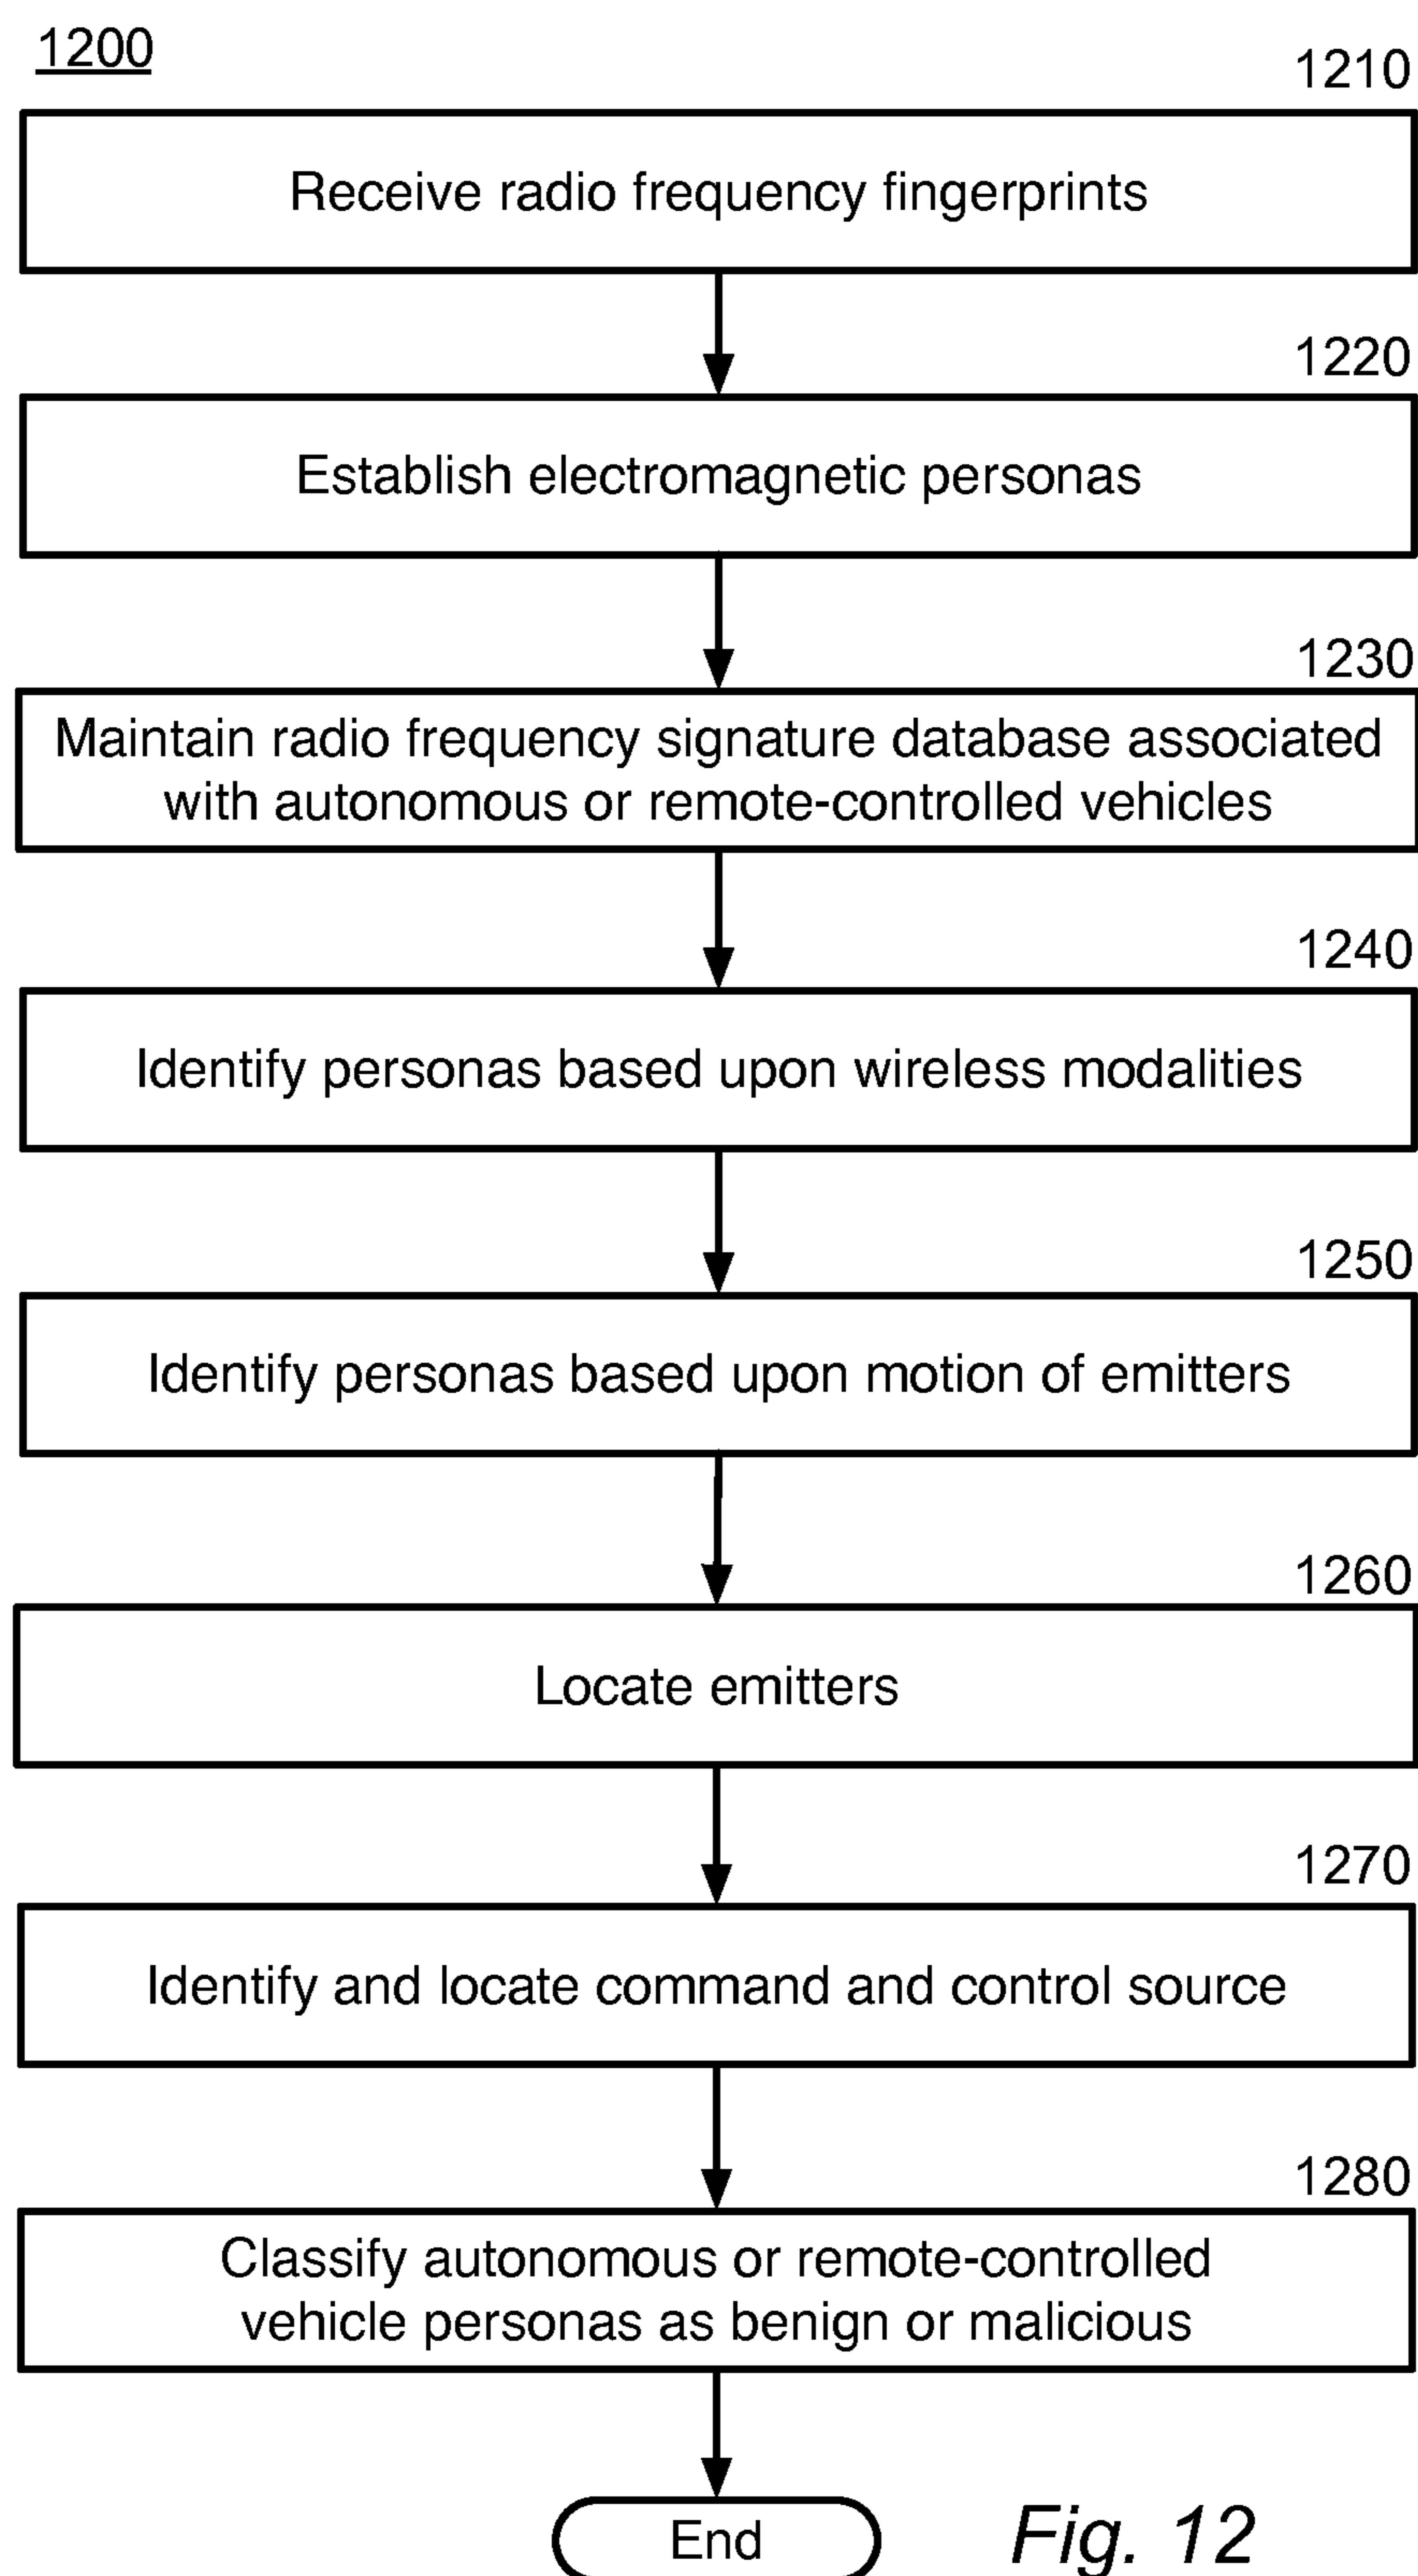 1200
1210
Receive radio frequency fingerprints
1220
Establish electromagnetic personas
1230
Maintain radio frequency signature database associated
with autonomous or remote-controlled vehicles
1240
Identify personas based upon wireless modalities
1250
Identify personas based upon motion of emitters
1260
Locate emitters
1270
Identify and locate command and control source
1280
Classify autonomous or remote-controlled
vehicle personas as benign or malicious
End
Fig. 12